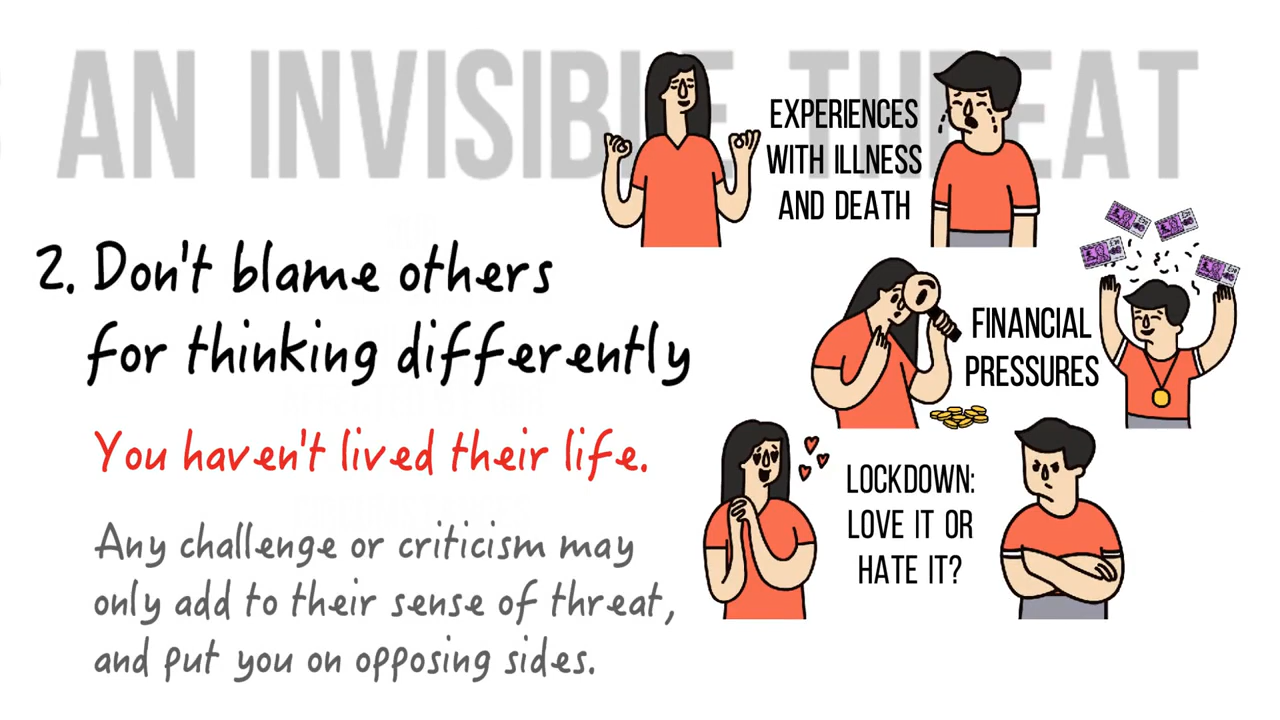 AN INVISIBLE THREAT
2. Don't blame others
for thinking differently
You haven't lived their life.
Any challenge or criticism may
only add to their sense of threat,
and put you on opposing sides.
EXPERIENCES
WITH ILLNESS
AND DEATH
FINANCIAL
PRESSURES
LOCKDOWN:
LOVE IT OR
HATE IT?